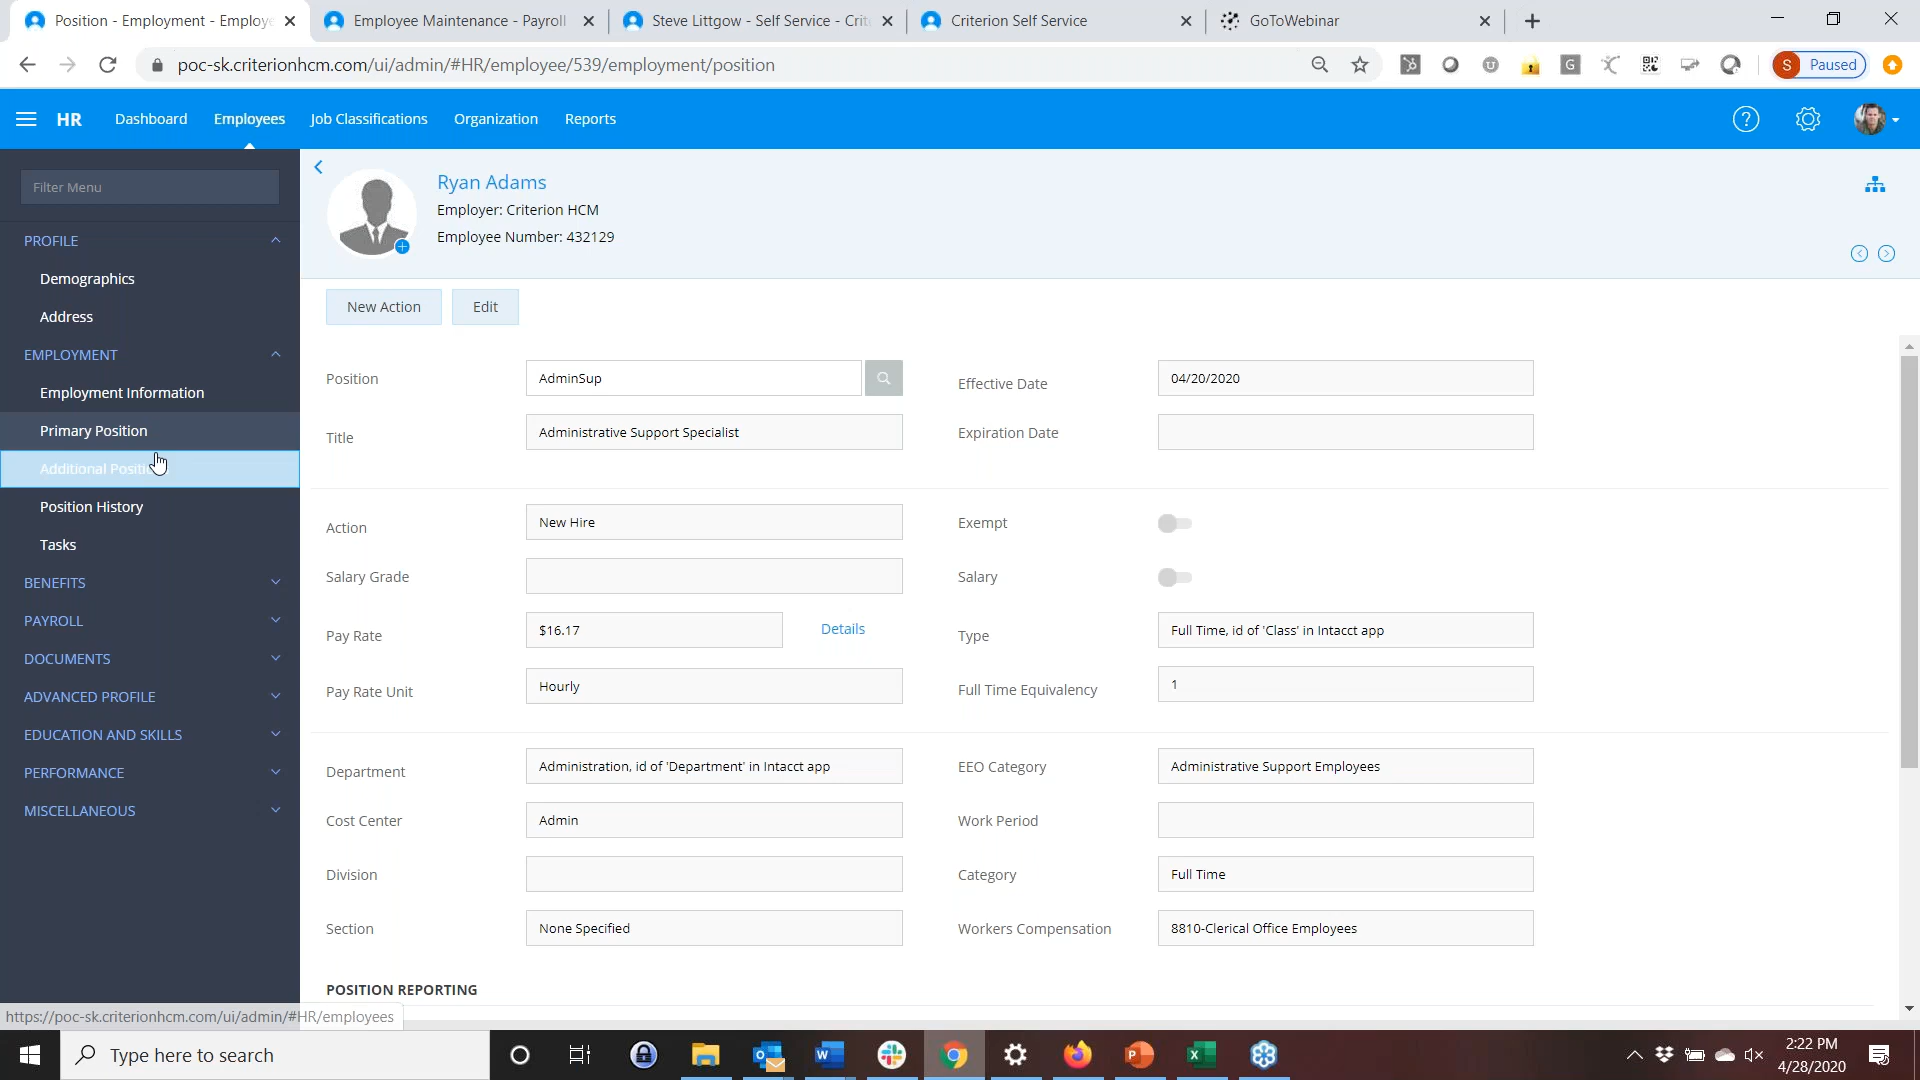 Position - Employment - Employe
Employee Maintenance - Payroll
Steve Littgow - Self Service - Crit
Criterion Self Service
GoToWebinar
poc-sk.criterionhcm.com/ui/admin/#HR/employee/539/employment/position
S Paused
HR Dashboard Employees Job Classifications Organization Reports
Filter Menu
PROFILE
Demographics
Address
EMPLOYMENT
Employment Information
Primary Position
Additional Positi
Position History
Tasks
BENEFITS
PAYROLL
DOCUMENTS
ADVANCED PROFILE
EDUCATION AND SKILLS
PERFORMANCE
MISCELLANEOUS
Ryan Adams
Employer: Criterion HCM
Employee Number: 432129
New Action Edit
Position AdminSup
Title Administrative Support Specialist
Effective Date 04/20/2020
Expiration Date
Action New Hire
Salary Grade
Pay Rate $16.17 Details
Pay Rate Unit Hourly
Exempt
Salary
Type Full Time, id of 'Class' in Intacct app
Full Time Equivalency 1
Department Administration, id of 'Department' in Intacct app
Cost Center Admin
Division
Section None Specified
EEO Category Administrative Support Employees
Work Period
Category Full Time
Workers Compensation 8810-Clerical Office Employees
POSITION REPORTING
https://poc-sk.criterionhcm.com/ui/admin/#HR/employees
Type here to search
2:22 PM
4/28/2020